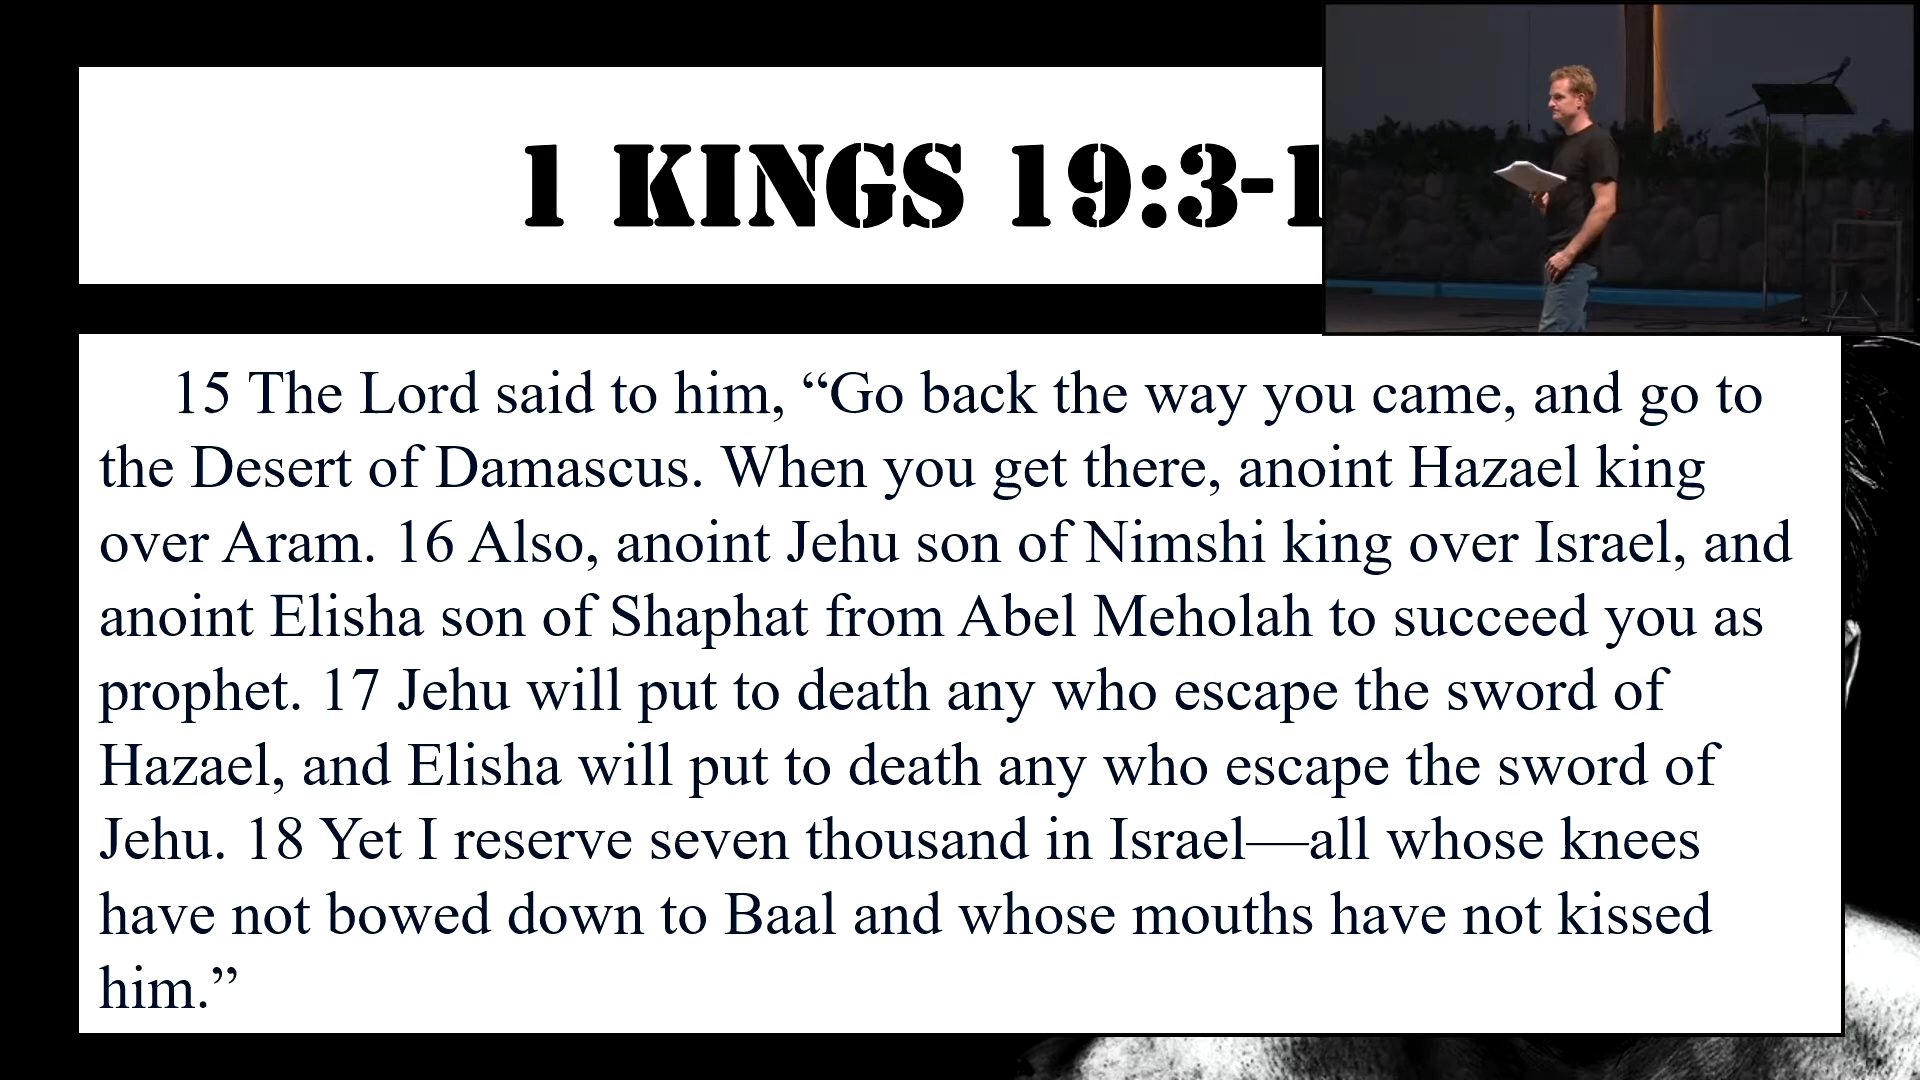 1 KINGS 19:3-1
15 The Lord said to him, “Go back the way you came, and go to
the Desert of Damascus. When you get there, anoint Hazael king
over Aram. 16 Also, anoint Jehu son of Nimshi king over Israel, and
anoint Elisha son of Shaphat from Abel Meholah to succeed you as
prophet. 17 Jehu will put to death any who escape the sword of
Hazael, and Elisha will put to death any who escape the sword of
Jehu. 18 Yet I reserve seven thousand in Israel—all whose knees
have not bowed down to Baal and whose mouths have not kissed
him.”